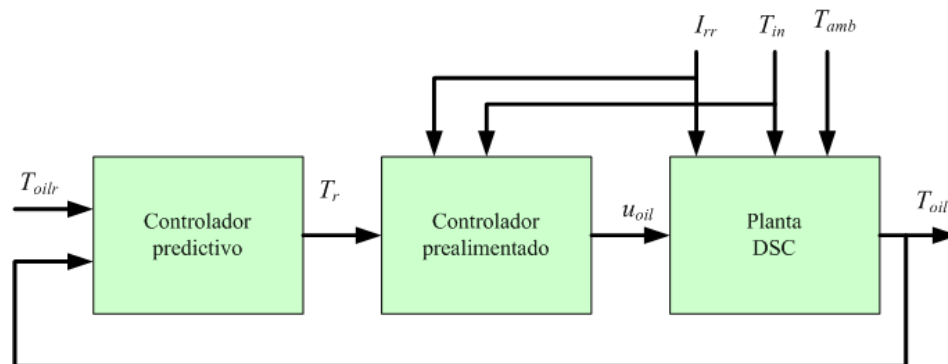 I_rr T_in T_amb
T_oilr
T_r
u_oil
T_oil
Controlador
predictivo
Controlador
prealimentado
Planta
DSC